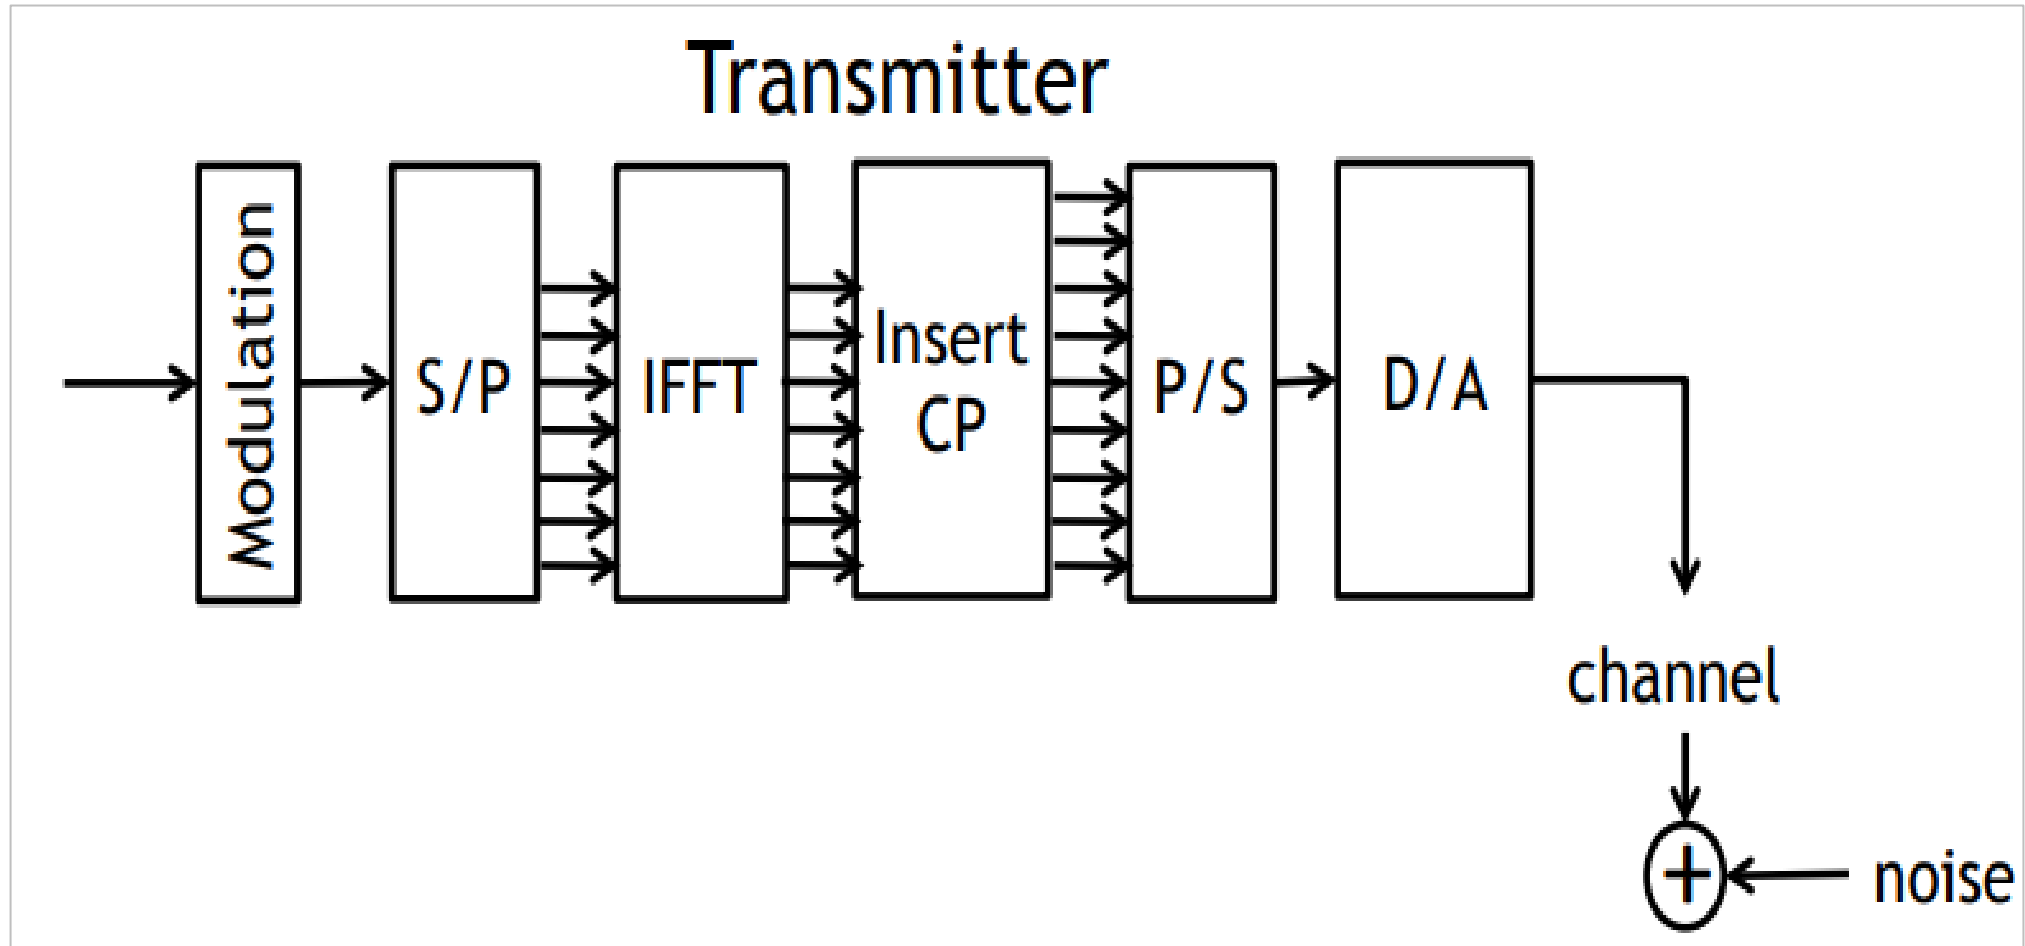 Transmitter
Modulation
S/P
IFFT
Insert
CP
P/S
D/A
channel
+
noise